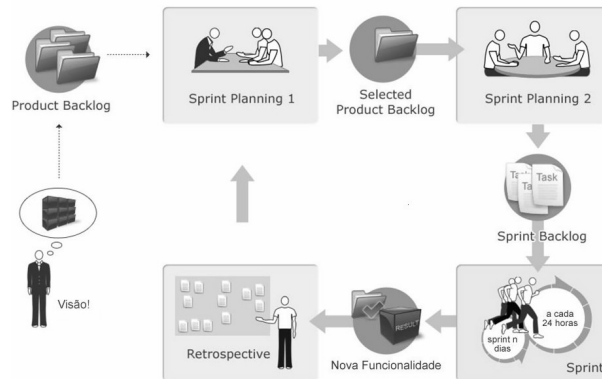 Product Backlog
Sprint Planning 1
Selected
Product Backlog
Sprint Planning 2
Task
Task
Sprint Backlog
Visão!
Retrospective
RESULT
Nova Funcionalidade
a cada
24 horas
sprint n
dias
Sprint